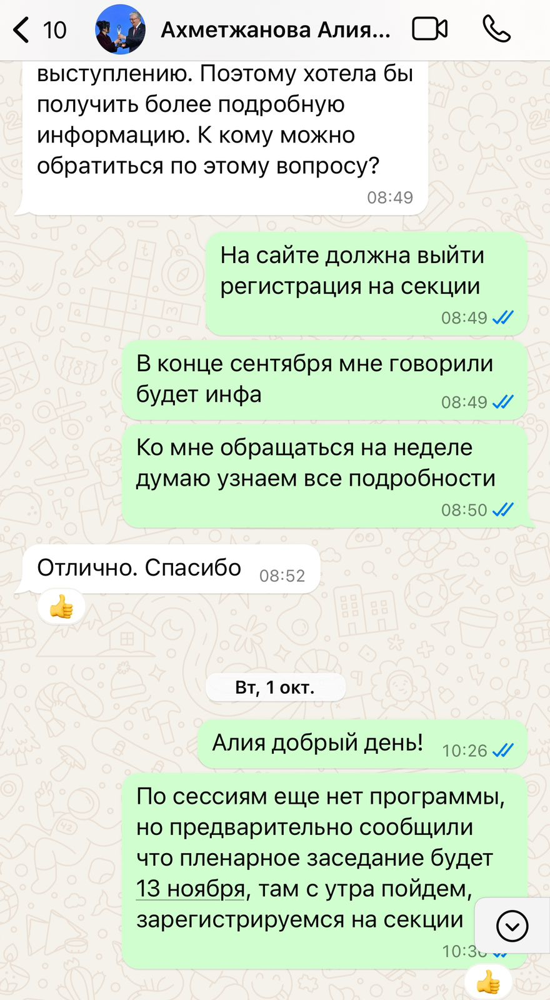 10
Ахметжанова Алия...
выступлению. Поэтому хотела бы
получить более подробную
информацию. К кому можно
обратиться по этому вопросу?
08:49
На сайте должна выйти
регистрация на секции
08:49
В конце сентября мне говорили
будет инфа
08:49
Ко мне обращаться на неделе
думаю узнаем все подробности
08:50
Отлично. Спасибо 08:52
Вт, 1 окт.
Алия добрый день! 10:26
По сессиям еще нет программы,
но предварительно сообщили
что пленарное заседание будет
13 ноября, там с утра пойдем,
зарегистрируемся на секции